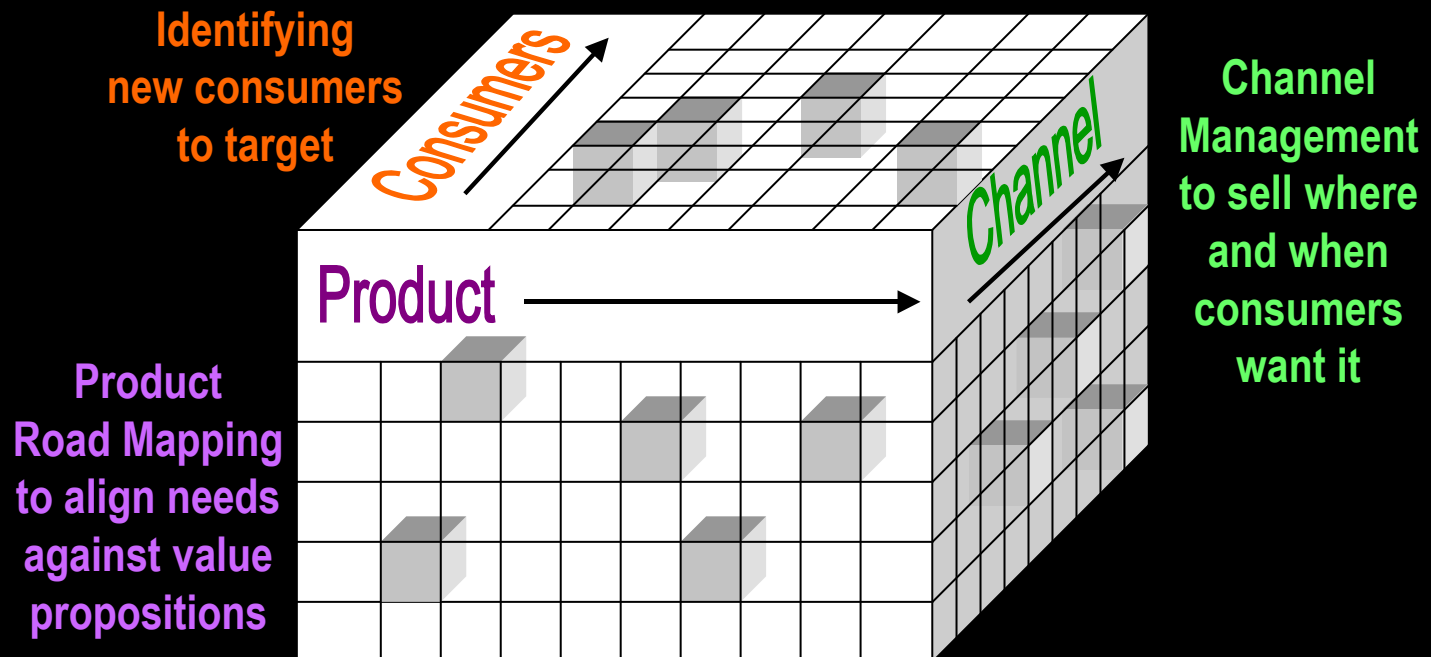 Identifying
new consumers
to target
Consumers
Channel
Channel
Management
to sell where
and when
consumers
want it
Product
Product
Road Mapping
to align needs
against value
propositions